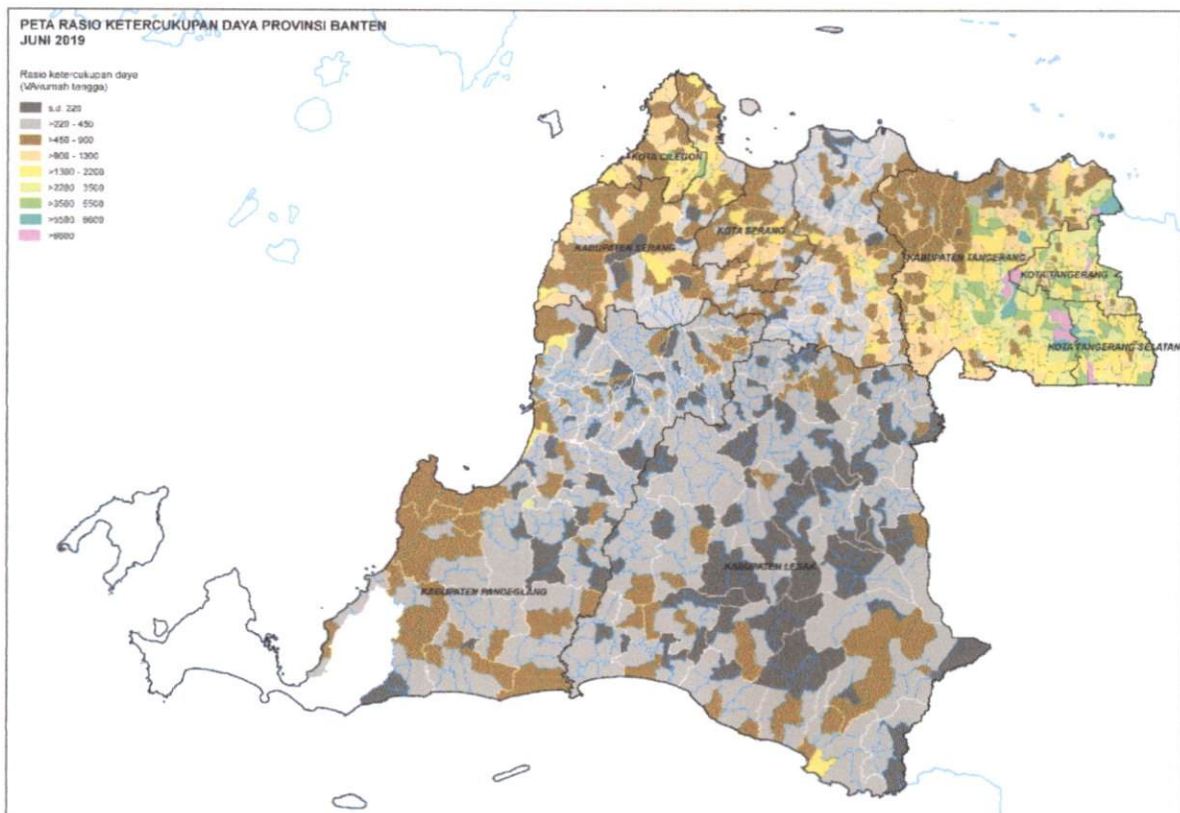 PETA RASIO KETERCUKUPAN DAYA PROVINSI BANTEN
JUNI 2019
Rasio ketercukupan daya
(VA/rumah tangga)
s.d. 220
>220 - 450
>450 - 900
>900 - 1300
>1300 - 2200
>2200 - 3500
>3500 - 5500
>5500 - 6600
>6600
KOTA CILEGON
KABUPATEN SERANG
KOTA SERANG
KABUPATEN TANGERANG
KOTA TANGERANG
KOTA TANGERANG SELATAN
KABUPATEN LEBAK
KABUPATEN PANDEGLANG